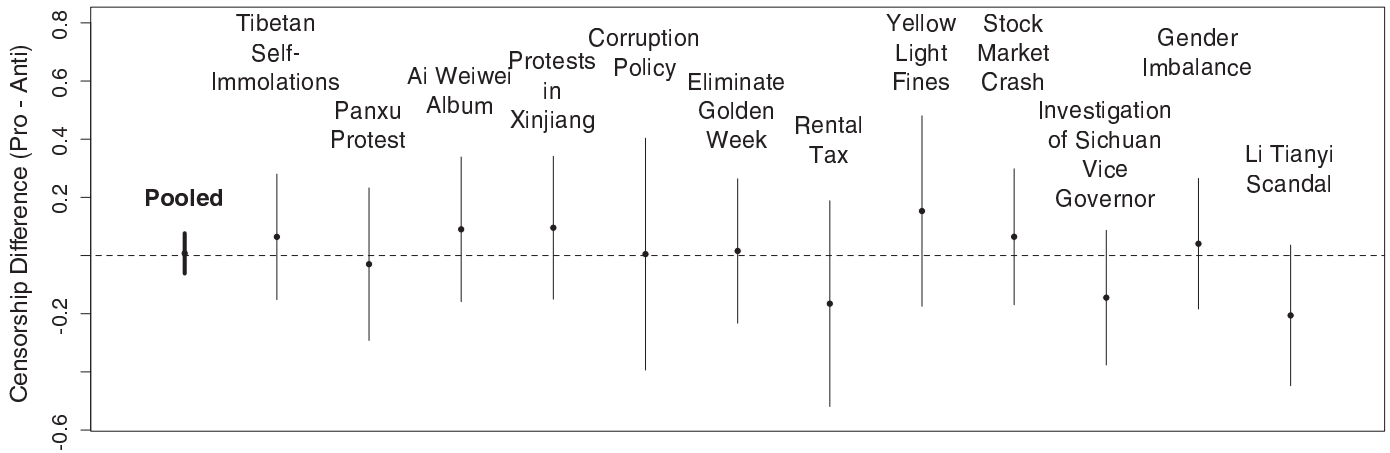 Censorship Difference (Pro - Anti)
0.8
0.6
0.4
0.2
-0.2
-0.6
Pooled
Tibetan
Self-
Immolations
Panxu
Protest
Ai Weiwei
Album
Protests
in
Xinjiang
Corruption
Policy
Eliminate
Golden
Week
Rental
Tax
Yellow
Light
Fines
Stock
Market
Crash
Investigation
of Sichuan
Vice
Governor
Gender
Imbalance
Li Tianyi
Scandal